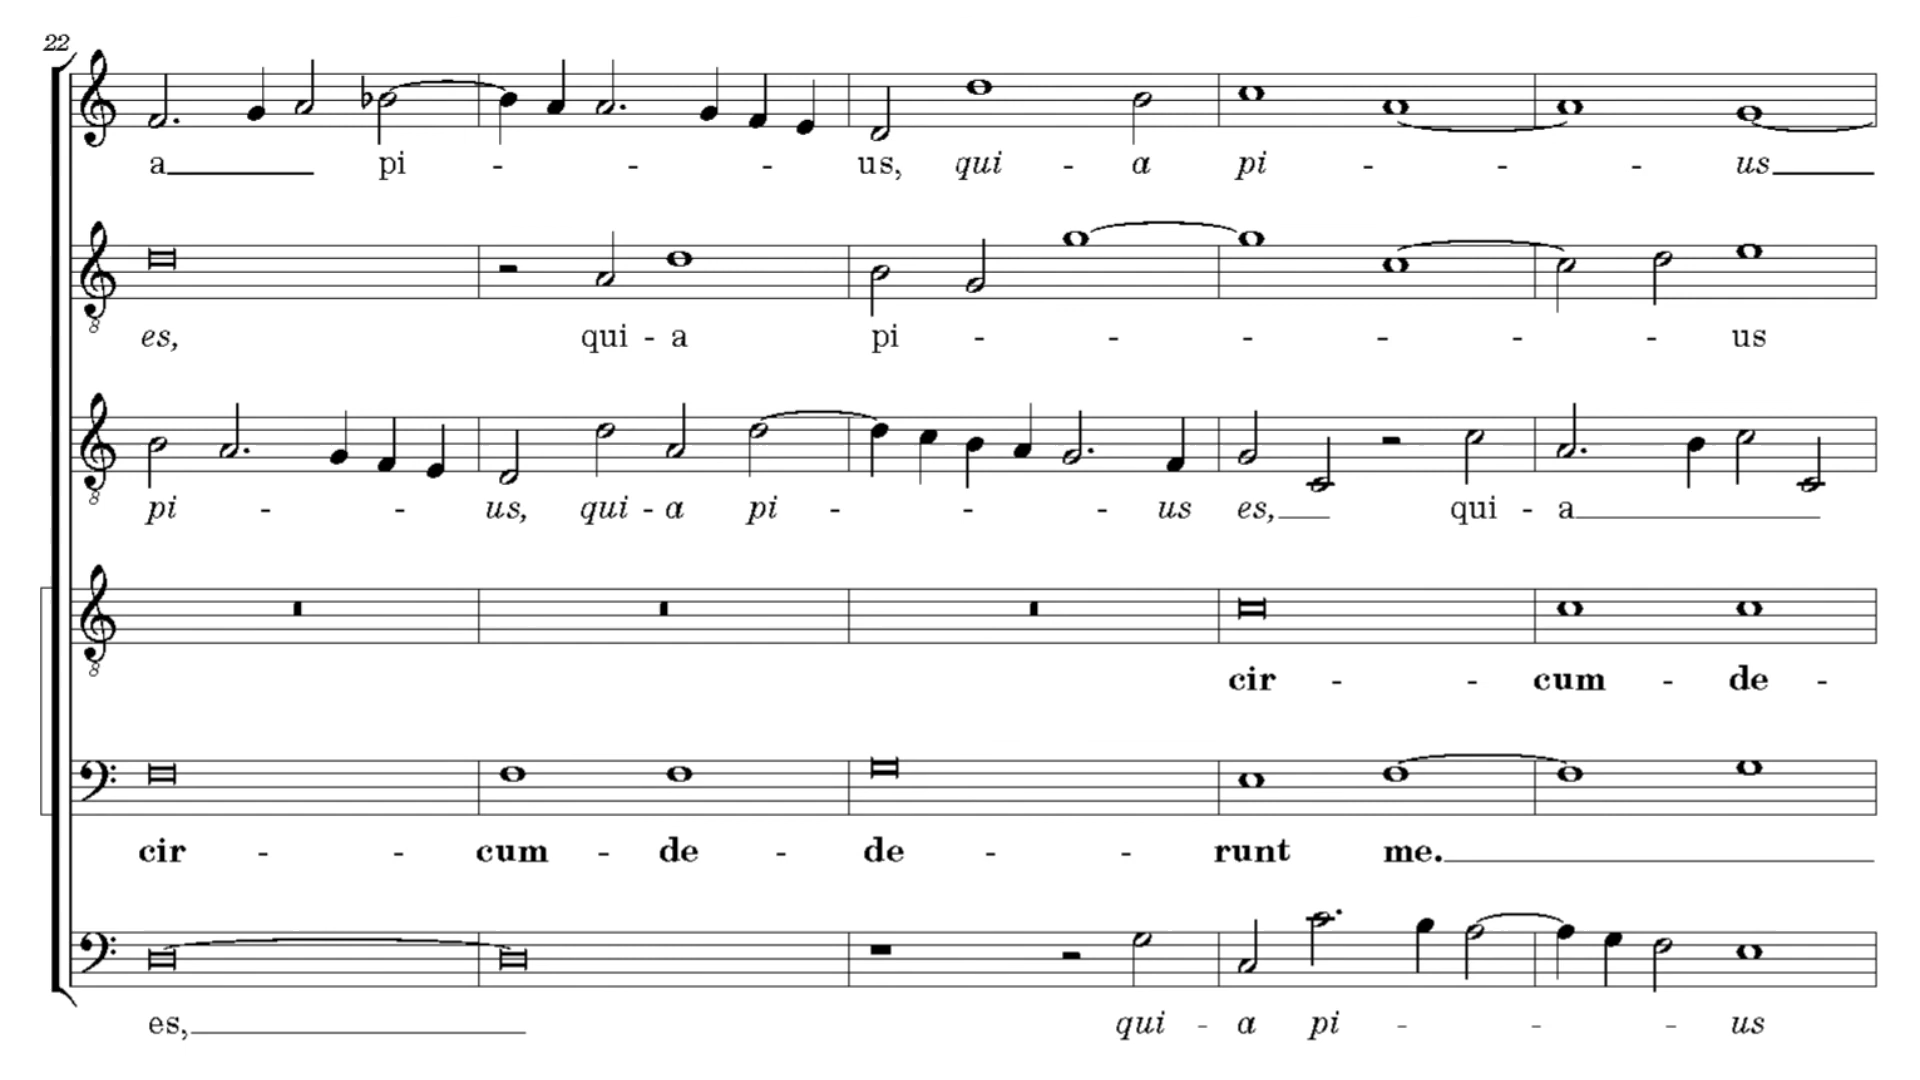 22
a pi - - - us, qui - a pi - - - us
es, qui - a pi - - - - - - us
pi - - us, qui - a pi - - - us es, qui - a
cir - - cum - de -
cir - - cum - de - de - - runt me.
es, qui - a pi - - - us